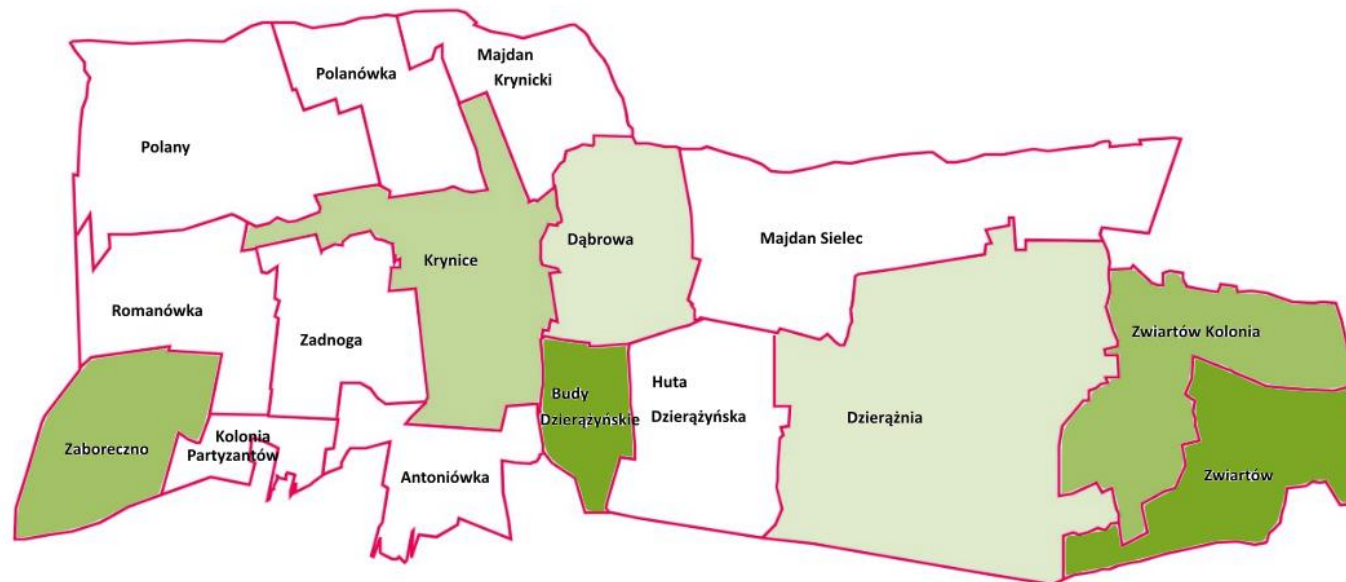 Majdan
Krynicki
Polanówka
Polany
Dąbrowa
Majdan Sielec
Krynice
Romanówka
Zadnoga
Zwiartów Kolonia
Huta
Dzierążyńska
Budy
Dzierążyńskie
Dzierążnia
Kolonia
Partyzantów
Zaboreczno
Antoniówka
Zwiartów